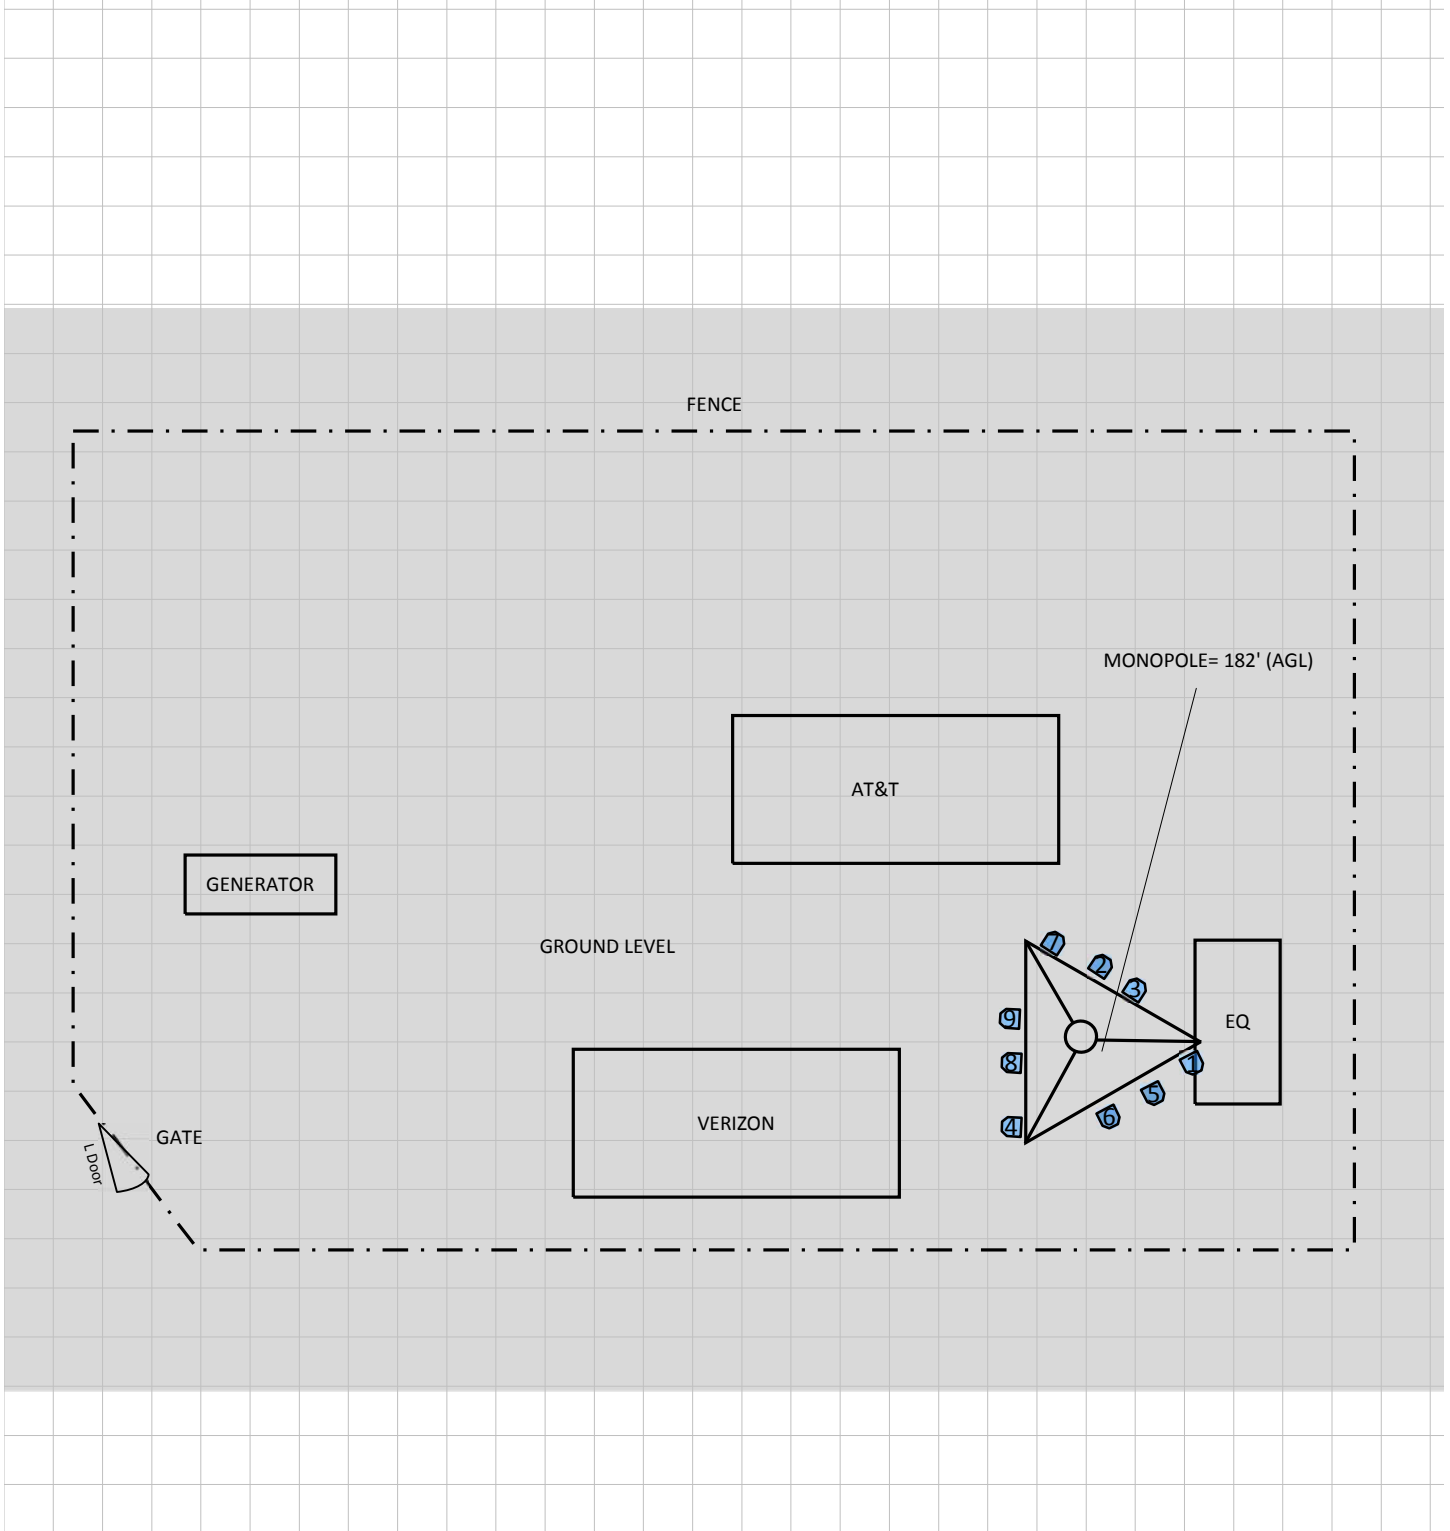 FENCE
MONOPOLE= 182' (AGL)
AT&T
GENERATOR
GROUND LEVEL
7
2
3
9
EQ
8
1
5
6
4
VERIZON
GATE
L Door